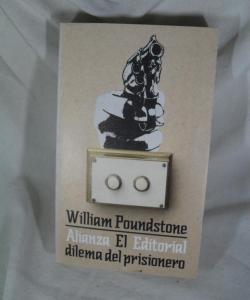 William Poundstone
Alianza El Editorial
dilema del prisionero